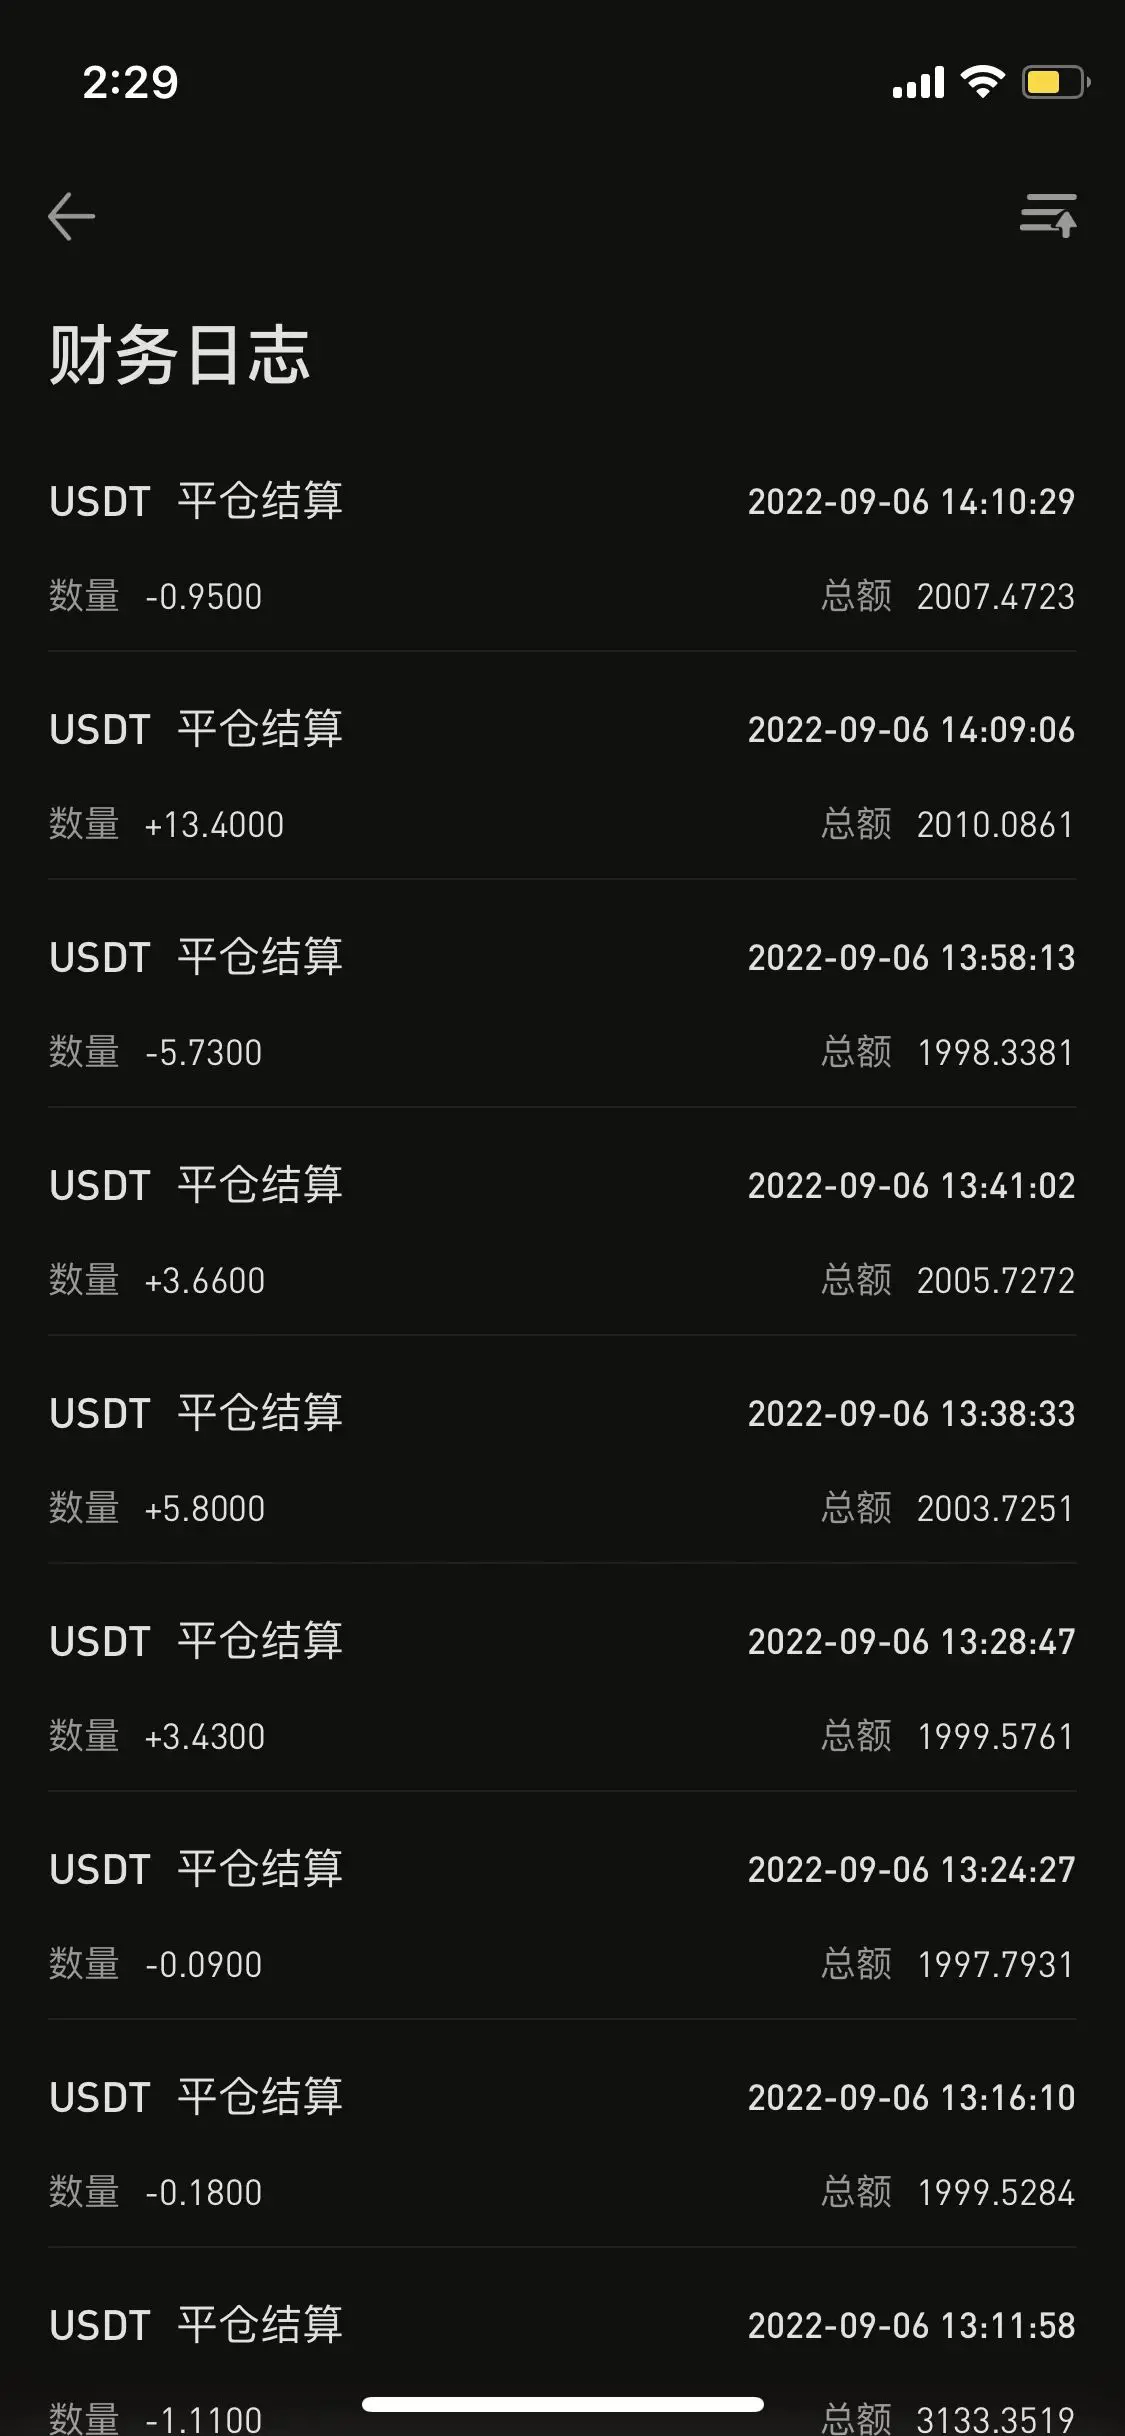 2:29
财务日志
USDT 平仓结算 2022-09-06 14:10:29
数量 -0.9500 总额 2007.4723
USDT 平仓结算 2022-09-06 14:09:06
数量 +13.4000 总额 2010.0861
USDT 平仓结算 2022-09-06 13:58:13
数量 -5.7300 总额 1998.3381
USDT 平仓结算 2022-09-06 13:41:02
数量 +3.6600 总额 2005.7272
USDT 平仓结算 2022-09-06 13:38:33
数量 +5.8000 总额 2003.7251
USDT 平仓结算 2022-09-06 13:28:47
数量 +3.4300 总额 1999.5761
USDT 平仓结算 2022-09-06 13:24:27
数量 -0.0900 总额 1997.7931
USDT 平仓结算 2022-09-06 13:16:10
数量 -0.1800 总额 1999.5284
USDT 平仓结算 2022-09-06 13:11:58
数量 -1.1100 总额 3133.3519